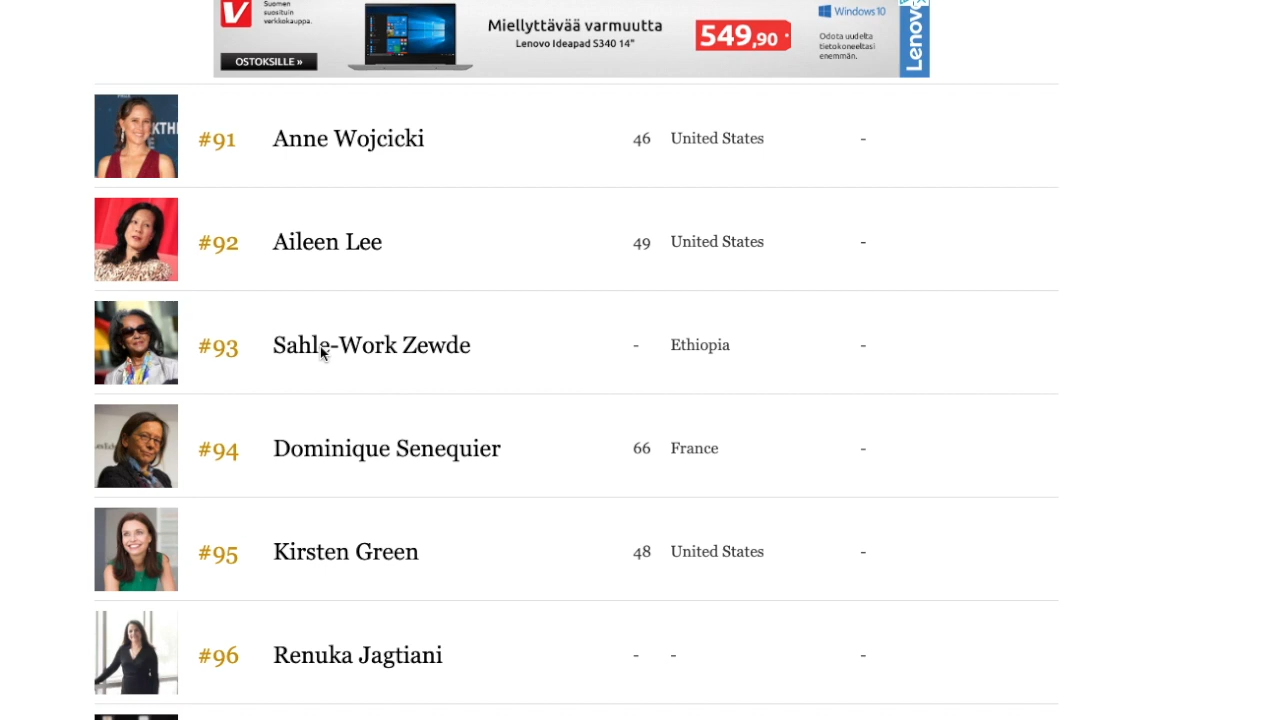 Suomen
suosituin
verkkokauppa.
OSTOKSILLE »
Miellyttävää varmuutta
Lenovo Ideapad S340 14"
549,90
Windows 10
Odota uudelta
tietokoneeltasi
enemmän.
Lenovo
#91 Anne Wojcicki 46 United States -
#92 Aileen Lee 49 United States -
#93 Sahle-Work Zewde - Ethiopia -
#94 Dominique Senequier 66 France -
#95 Kirsten Green 48 United States -
#96 Renuka Jagtiani - - -